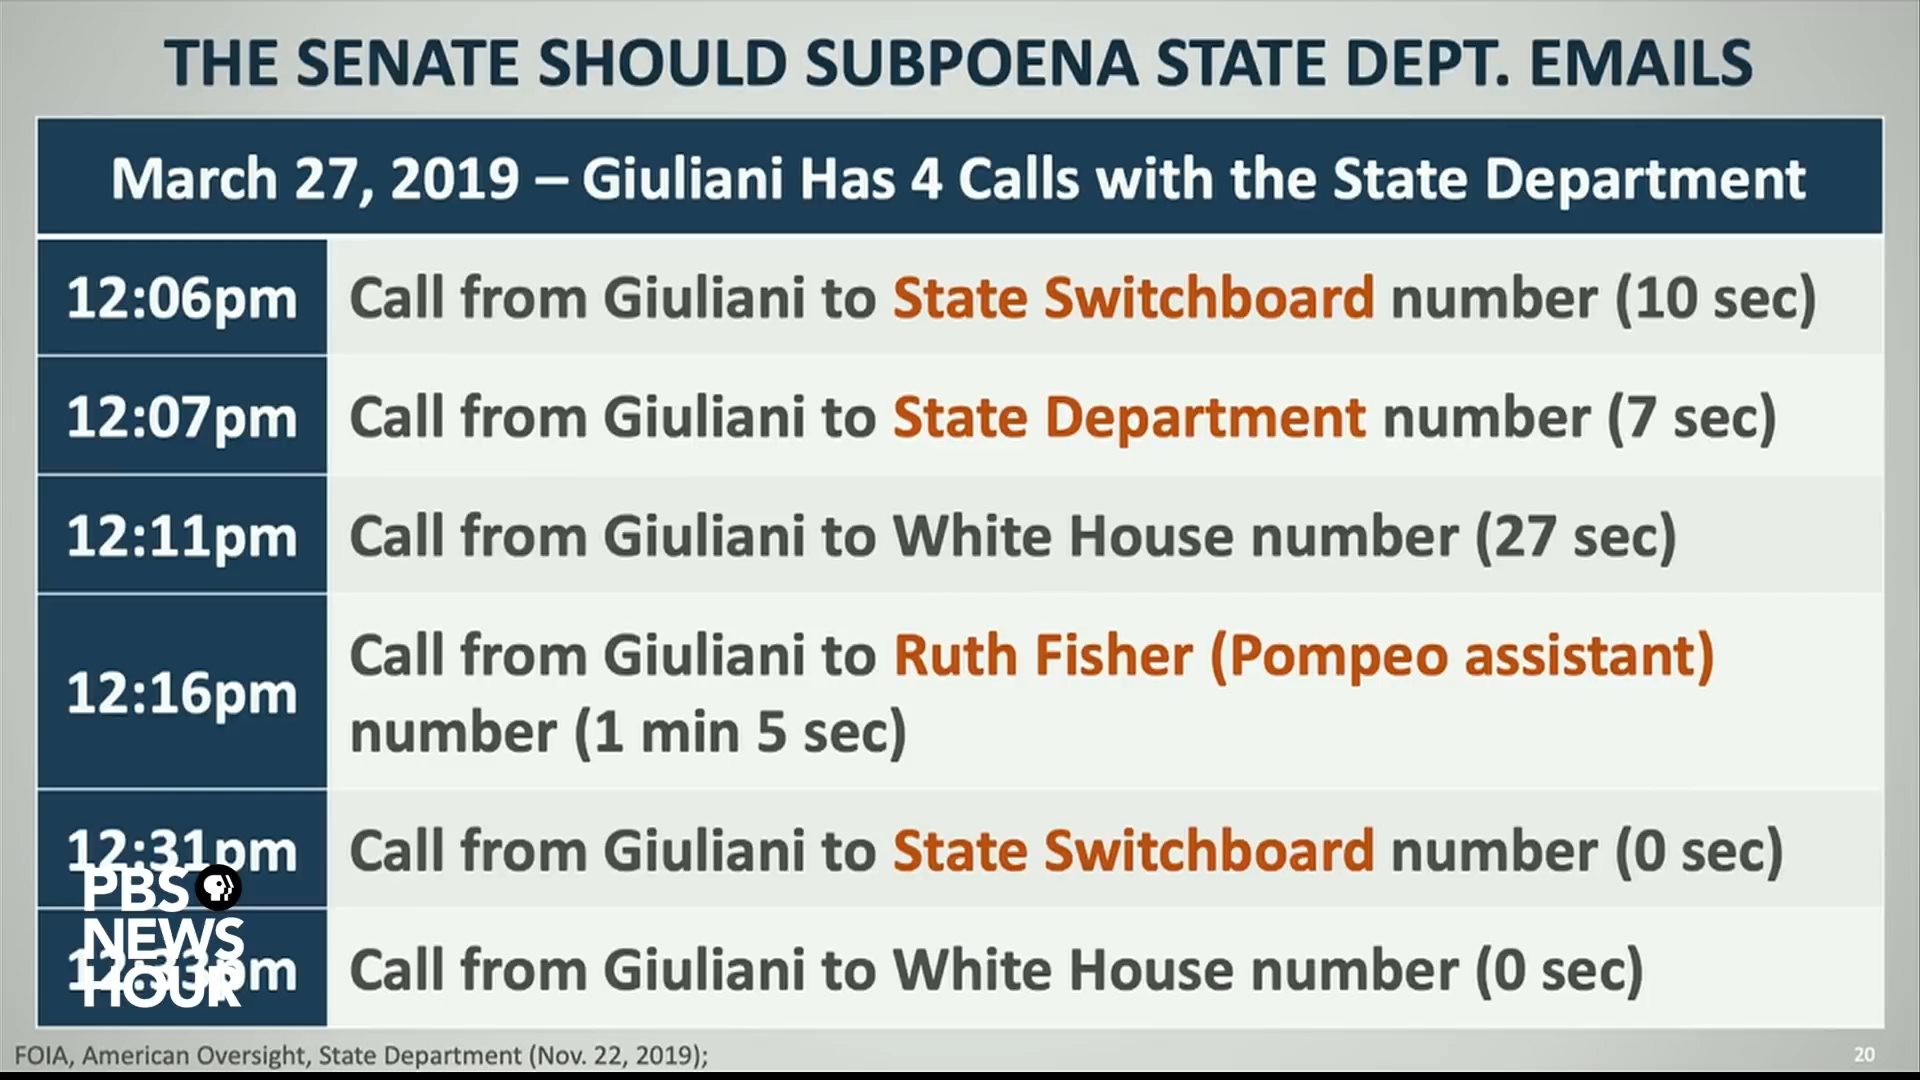 THE SENATE SHOULD SUBPOENA STATE DEPT. EMAILS
March 27, 2019 – Giuliani Has 4 Calls with the State Department
12:06pm Call from Giuliani to State Switchboard number (10 sec)
12:07pm Call from Giuliani to State Department number (7 sec)
12:11pm Call from Giuliani to White House number (27 sec)
12:16pm Call from Giuliani to Ruth Fisher (Pompeo assistant)
number (1 min 5 sec)
12:31pm Call from Giuliani to State Switchboard number (0 sec)
12:33pm Call from Giuliani to White House number (0 sec)
PBS
NEWS
HOUR
FOIA, American Oversight, State Department (Nov. 22, 2019);
20